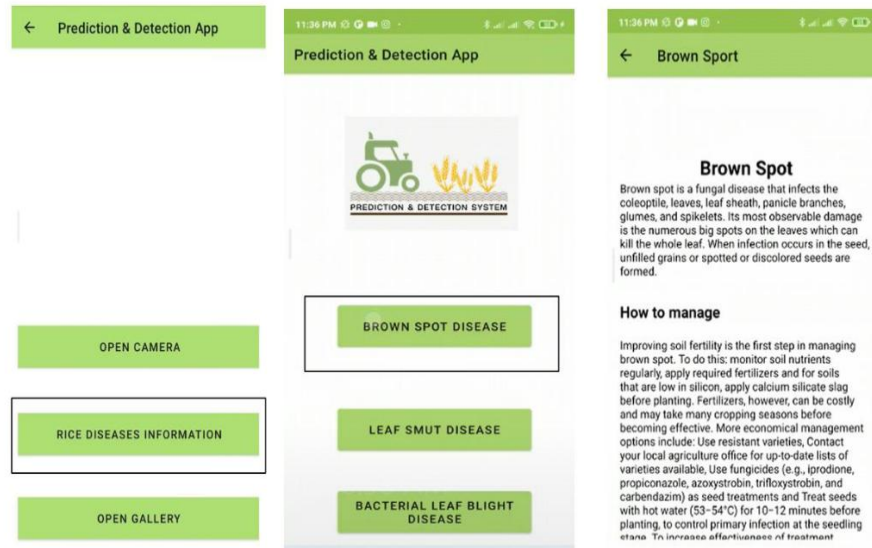 Prediction & Detection App
OPEN CAMERA
RICE DISEASES INFORMATION
OPEN GALLERY
11:36 PM
Prediction & Detection App
PREDICTION & DETECTION SYSTEM
BROWN SPOT DISEASE
LEAF SMUT DISEASE
BACTERIAL LEAF BLIGHT
DISEASE
11:36 PM
Brown Sport
Brown Spot
Brown spot is a fungal disease that infects the
coleoptile, leaves, leaf sheath, panicle branches,
glumes, and spikelets. Its most observable damage
is the numerous big spots on the leaves which can
kill the whole leaf. When infection occurs in the seed,
unfilled grains or spotted or discolored seeds are
formed.
How to manage
Improving soil fertility is the first step in managing
brown spot. To do this: monitor soil nutrients
regularly, apply required fertilizers and for soils
that are low in silicon, apply calcium silicate slag
before planting. Fertilizers, however, can be costly
and may take many cropping seasons before
becoming effective. More economical management
options include: Use resistant varieties, Contact
your local agriculture office for up-to-date lists of
varieties available, Use fungicides (e.g., iprodione,
propiconazole, azoxystrobin, trifloxystrobin, and
carbendazim) as seed treatments and Treat seeds
with hot water (53-54°C) for 10-12 minutes before
planting, to control primary infection at the seedling
stage. To increase effectiveness of treatment